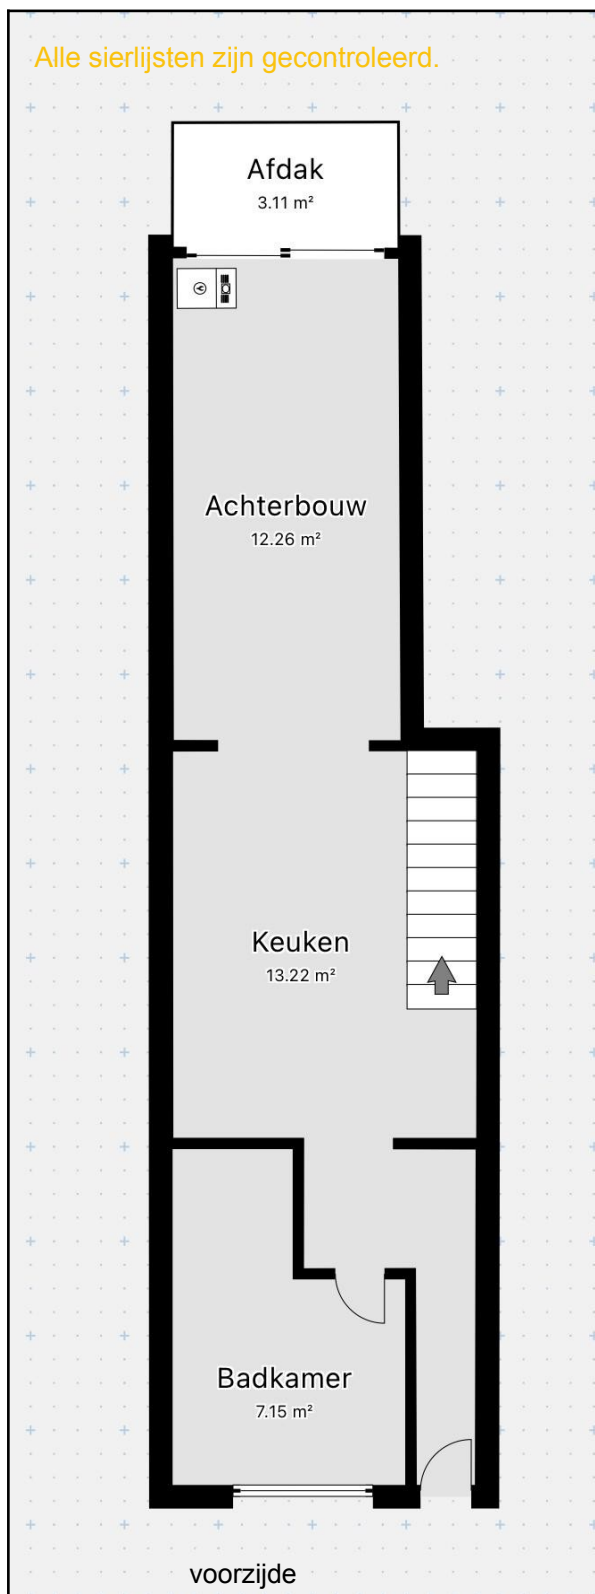 Alle sierlijsten zijn gecontroleerd.
Afdak
3.11 m²
Achterbouw
12.26 m²
Keuken
13.22 m²
Badkamer
7.15 m²
voorzijde